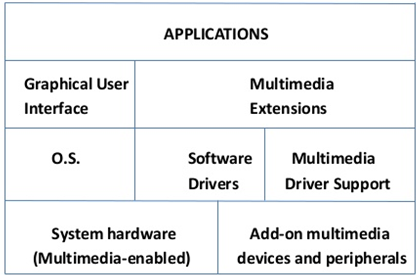 APPLICATIONS
Graphical User
Interface
Multimedia
Extensions
O.S.
Software
Drivers
Multimedia
Driver Support
System hardware
(Multimedia-enabled)
Add-on multimedia
devices and peripherals